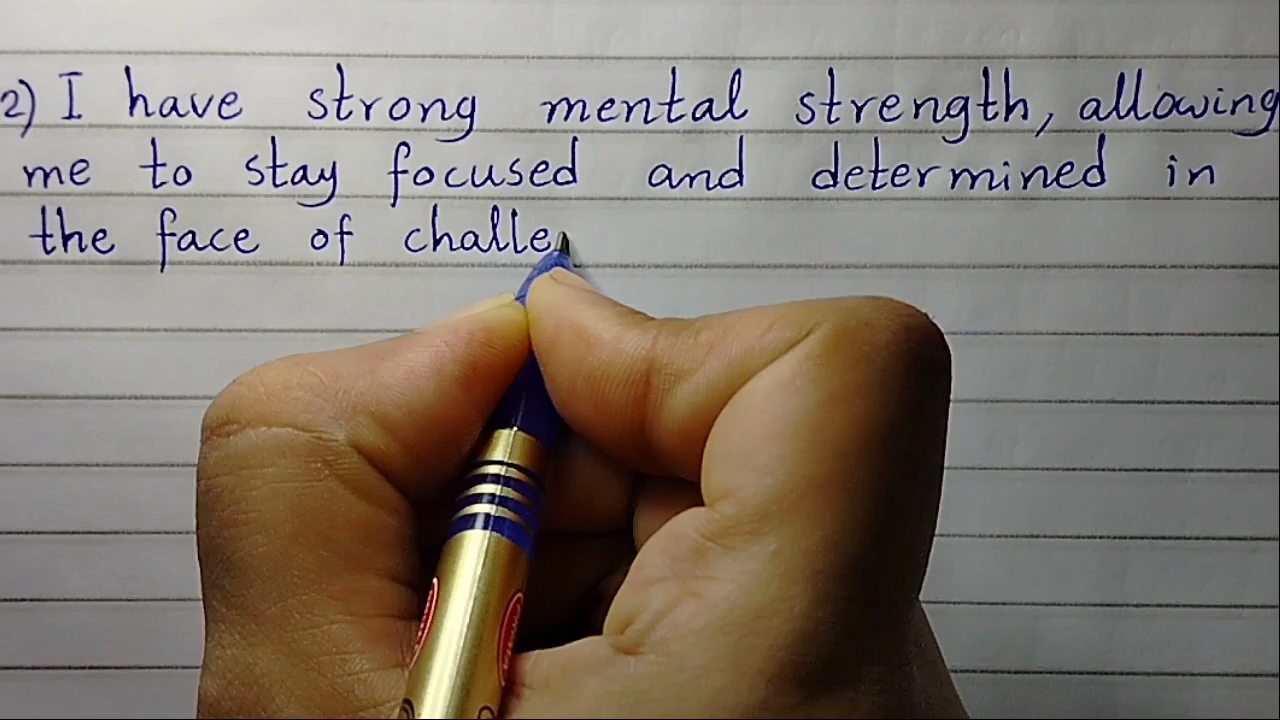 2) I have strong mental strength, allowing
me to stay focused and determined in
the face of challe